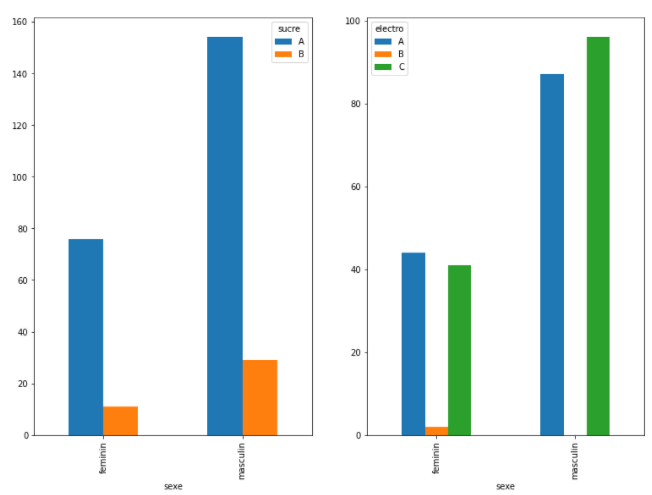 160
140
120
100
80
60
40
20
0
sucre
A
B
feminin
masculin
sexe
100
80
60
40
20
0
electro
A
B
C
feminin
masculin
sexe